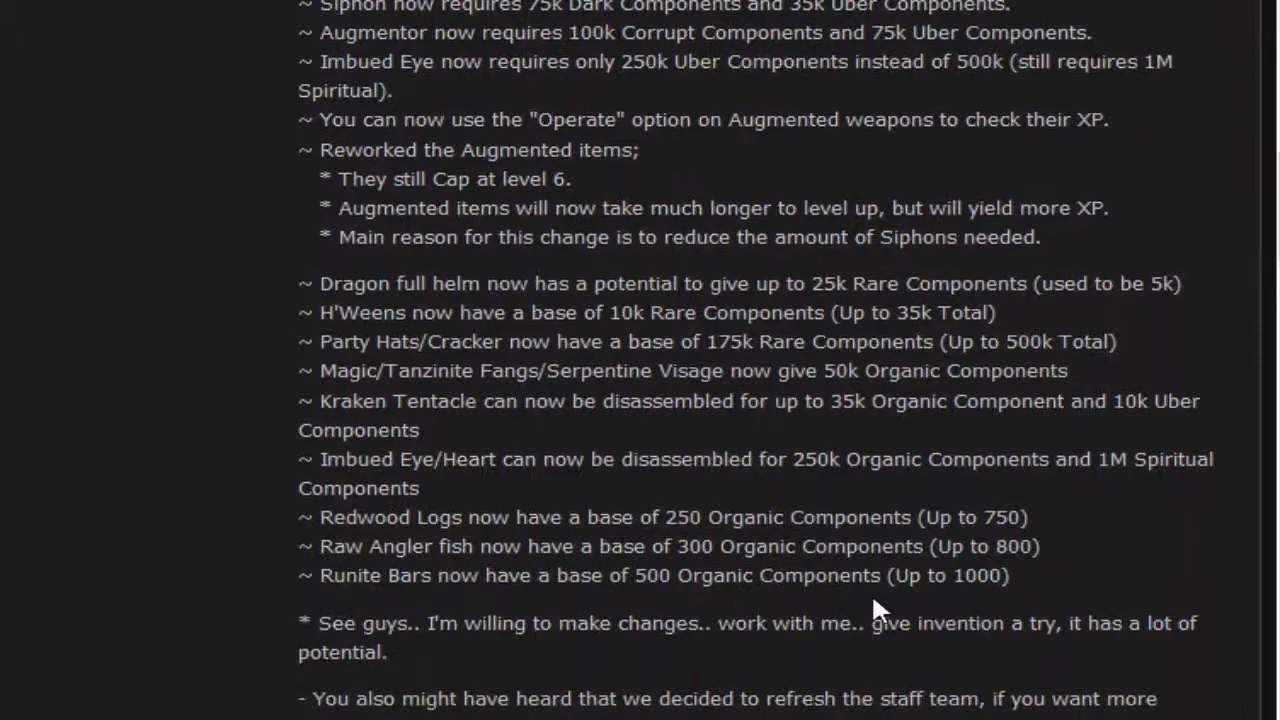 ~ Siphon now requires 75k Dark Components and 35k Uber Components.
~ Augmentor now requires 100k Corrupt Components and 75k Uber Components.
~ Imbued Eye now requires only 250k Uber Components instead of 500k (still requires 1M
Spiritual).
~ You can now use the "Operate" option on Augmented weapons to check their XP.
~ Reworked the Augmented items;
* They still Cap at level 6.
* Augmented items will now take much longer to level up, but will yield more XP.
* Main reason for this change is to reduce the amount of Siphons needed.
~ Dragon full helm now has a potential to give up to 25k Rare Components (used to be 5k)
~ H'Weens now have a base of 10k Rare Components (Up to 35k Total)
~ Party Hats/Cracker now have a base of 175k Rare Components (Up to 500k Total)
~ Magic/Tanzinite Fangs/Serpentine Visage now give 50k Organic Components
~ Kraken Tentacle can now be disassembled for up to 35k Organic Component and 10k Uber
Components
~ Imbued Eye/Heart can now be disassembled for 250k Organic Components and 1M Spiritual
Components
~ Redwood Logs now have a base of 250 Organic Components (Up to 750)
~ Raw Angler fish now have a base of 300 Organic Components (Up to 800)
~ Runite Bars now have a base of 500 Organic Components (Up to 1000)
* See guys.. I'm willing to make changes.. work with me.. give invention a try, it has a lot of
potential.
- You also might have heard that we decided to refresh the staff team, if you want more